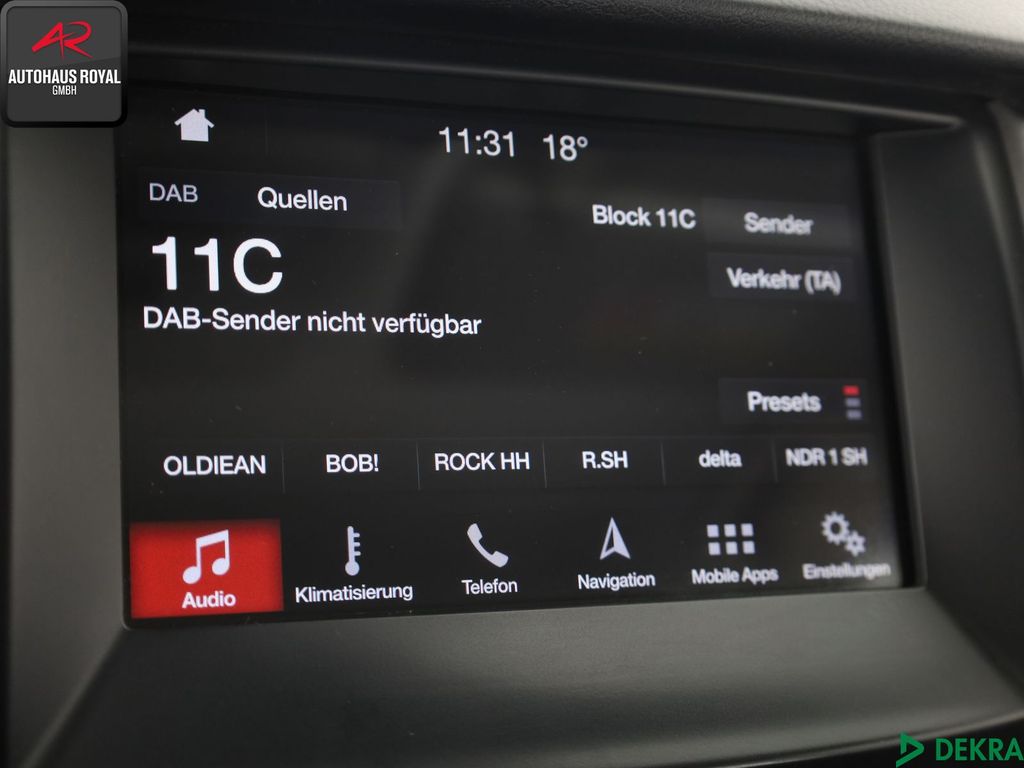 AR
AUTOHAUS ROYAL
GMBH
11:31 18°
DAB Quellen
Block 11C Sender
11C
Verkehr (TA)
DAB-Sender nicht verfügbar
Presets
OLDIEAN BOB! ROCK HH R.SH delta NDR 1 SH
Audio Klimatisierung Telefon Navigation Mobile Apps Einstellungen
DEKRA